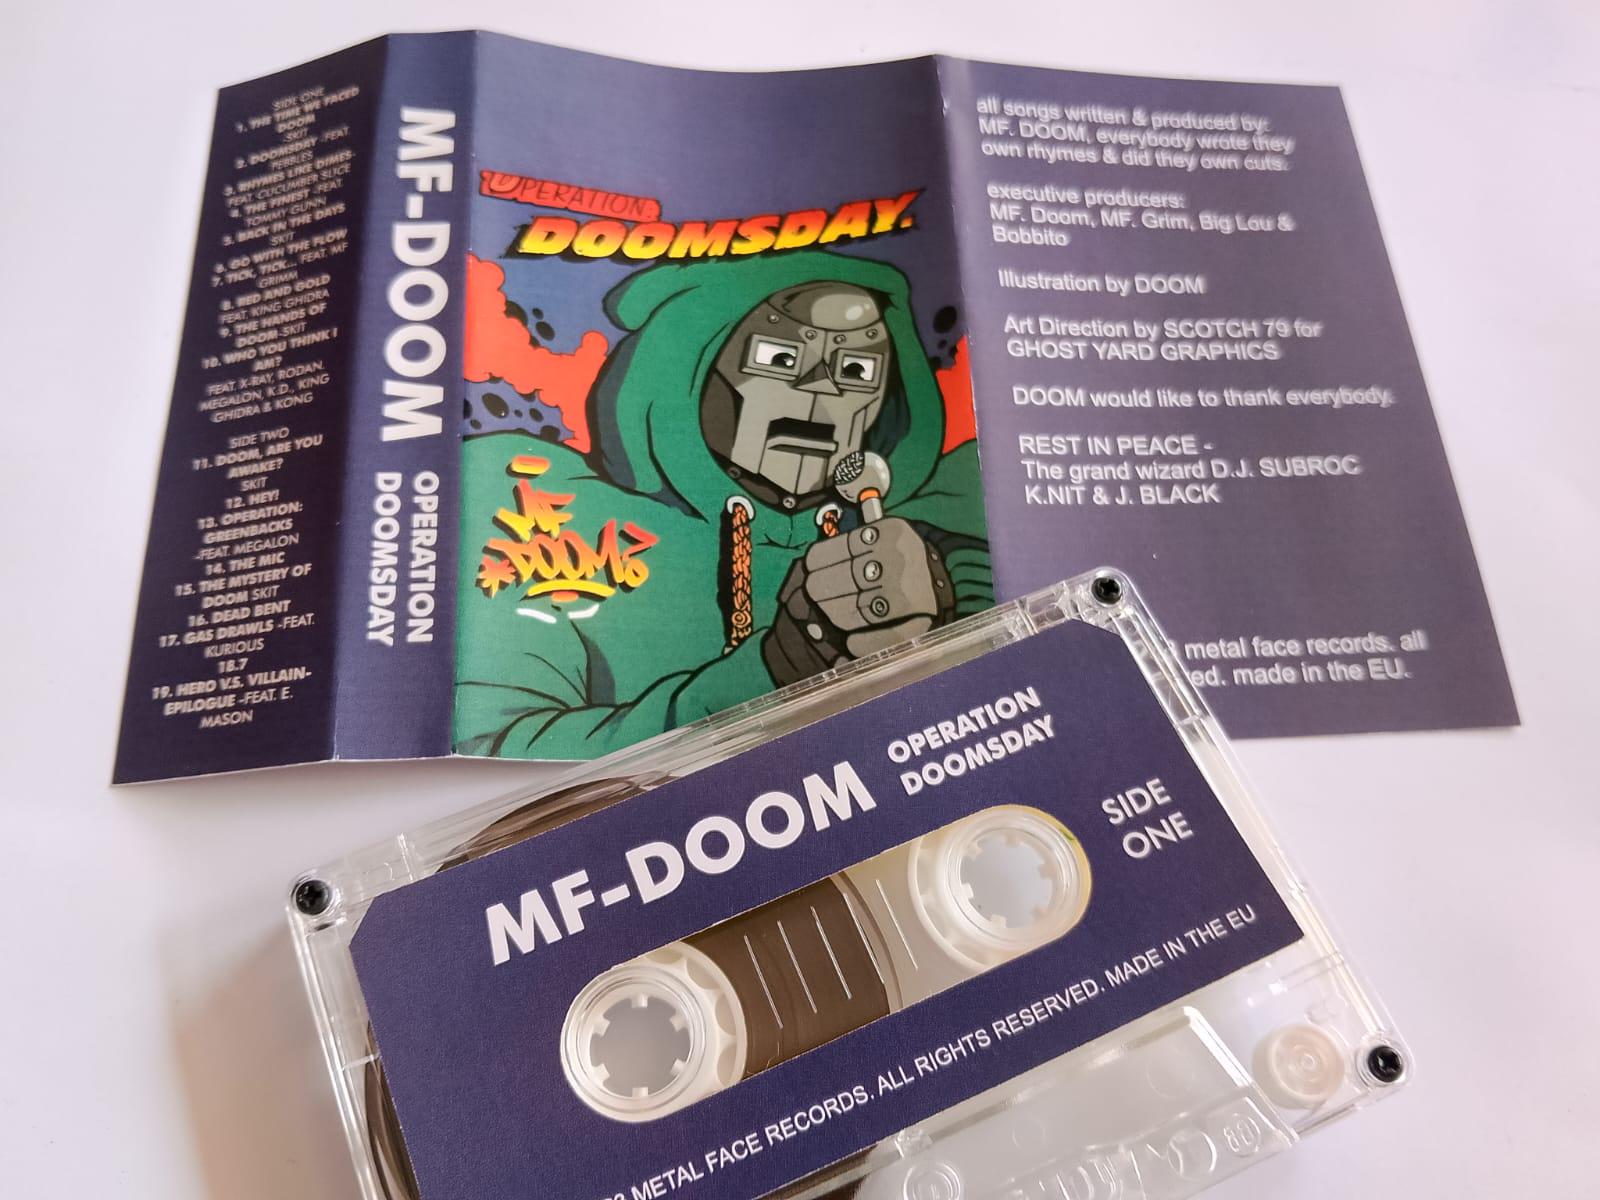 SIDE ONE
1. THE TIME WE FACED
DOOM
-SKIT
2. DOOMSDAY -FEAT.
PEBBLES
3. RHYMES LIKE DIMES-
FEAT. CUCUMBER SLICE
4. THE FINEST -FEAT.
TOMMY GUNN
5. BACK IN THE DAYS
SKIT
6. GO WITH THE FLOW
7. TICK, TICK... FEAT. MF
GRIMM
8. RED AND GOLD
FEAT. KING GHIDRA
9. THE HANDS OF
DOOM-SKIT
10. WHO YOU THINK I
AM?
FEAT. X-RAY, RODAN.
MEGALON, K.D., KING
GHIDRA & KONG
SIDE TWO
11. DOOM, ARE YOU
AWAKE?
SKIT
12. HEY!
13. OPERATION:
GREENBACKS
-FEAT. MEGALON
14. THE MIC
15. THE MYSTERY OF
DOOM SKIT
16. DEAD BENT
17. GAS DRAWLS -FEAT.
KURIOUS
18.7
19. HERO V.S. VILLAIN-
EPILOGUE -FEAT. E.
MASON
MF-DOOM
OPERATION
DOOMSDAY
OPERATION:
DOOMSDAY.
MF
DOOM?
all songs written & produced by:
MF. DOOM, everybody wrote they
own rhymes & did they own cuts.
executive producers:
MF. Doom, MF. Grim, Big Lou &
Bobbito
Illustration by DOOM
Art Direction by SCOTCH 79 for
GHOST YARD GRAPHICS
DOOM would like to thank everybody.
REST IN PEACE -
The grand wizard D.J. SUBROC
K.NIT & J. BLACK
metal face records. all
ed. made in the EU.
MF-DOOM
OPERATION
DOOMSDAY
SIDE
ONE
METAL FACE RECORDS. ALL RIGHTS RESERVED. MADE IN THE EU